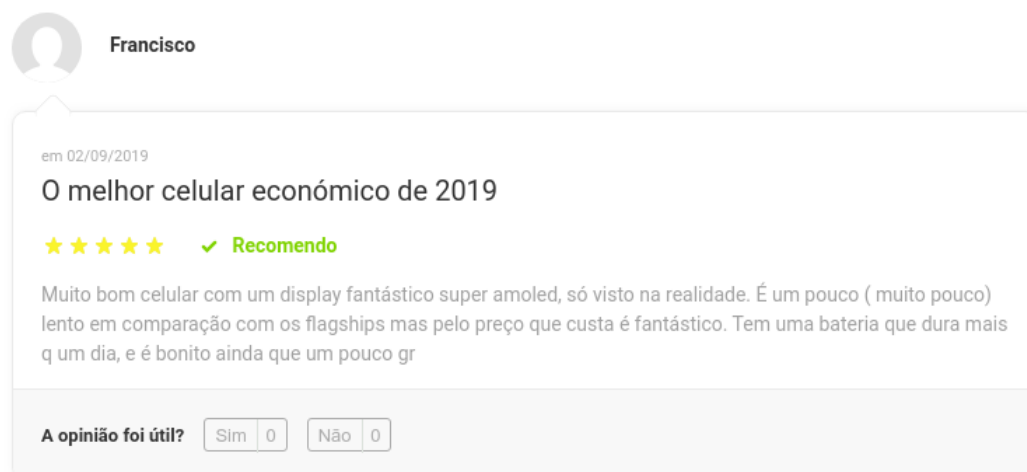 Francisco
em 02/09/2019
O melhor celular económico de 2019
Recomendo
Muito bom celular com um display fantástico super amoled, só visto na realidade. É um pouco ( muito pouco)
lento em comparação com os flagships mas pelo preço que custa é fantástico. Tem uma bateria que dura mais
q um dia, e é bonito ainda que um pouco gr
A opinião foi útil? Sim 0 Não 0